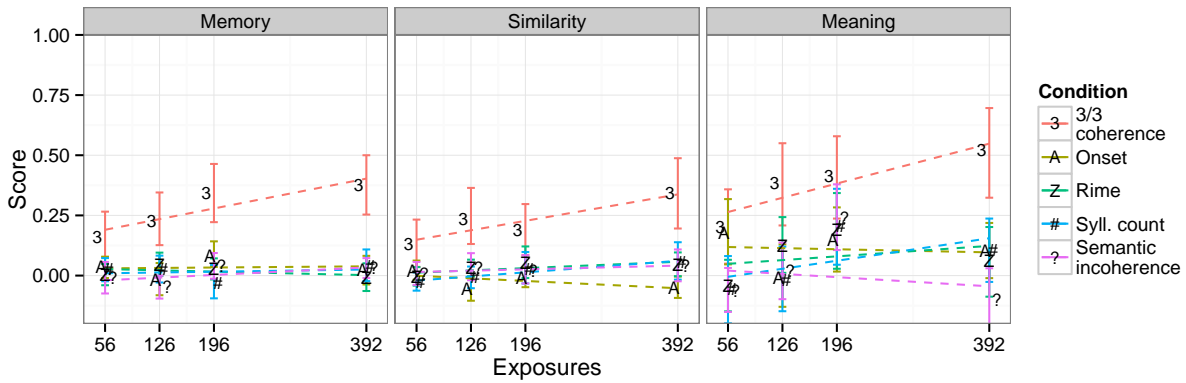 Memory Similarity Meaning
1.00
0.75
0.50
0.25
0.00
Score
56 126 196 392 56 126 196 392 56 126 196 392
Exposures
Condition
3 3/3
coherence
A Onset
Z Rime
# Syll. count
? Semantic
incoherence